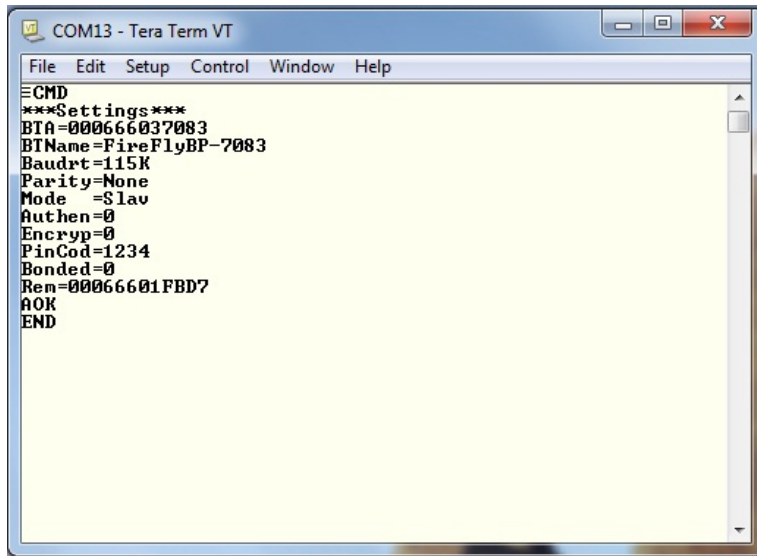 COM13 - Tera Term VT
File Edit Setup Control Window Help
≡CMD
***Settings***
BTA=000666037083
BTName=FireFlyBP-7083
Baudrt=115K
Parity=None
Mode  =Slav
Authen=0
Encryp=0
PinCod=1234
Bonded=0
Rem=00066601FBD7
AOK
END